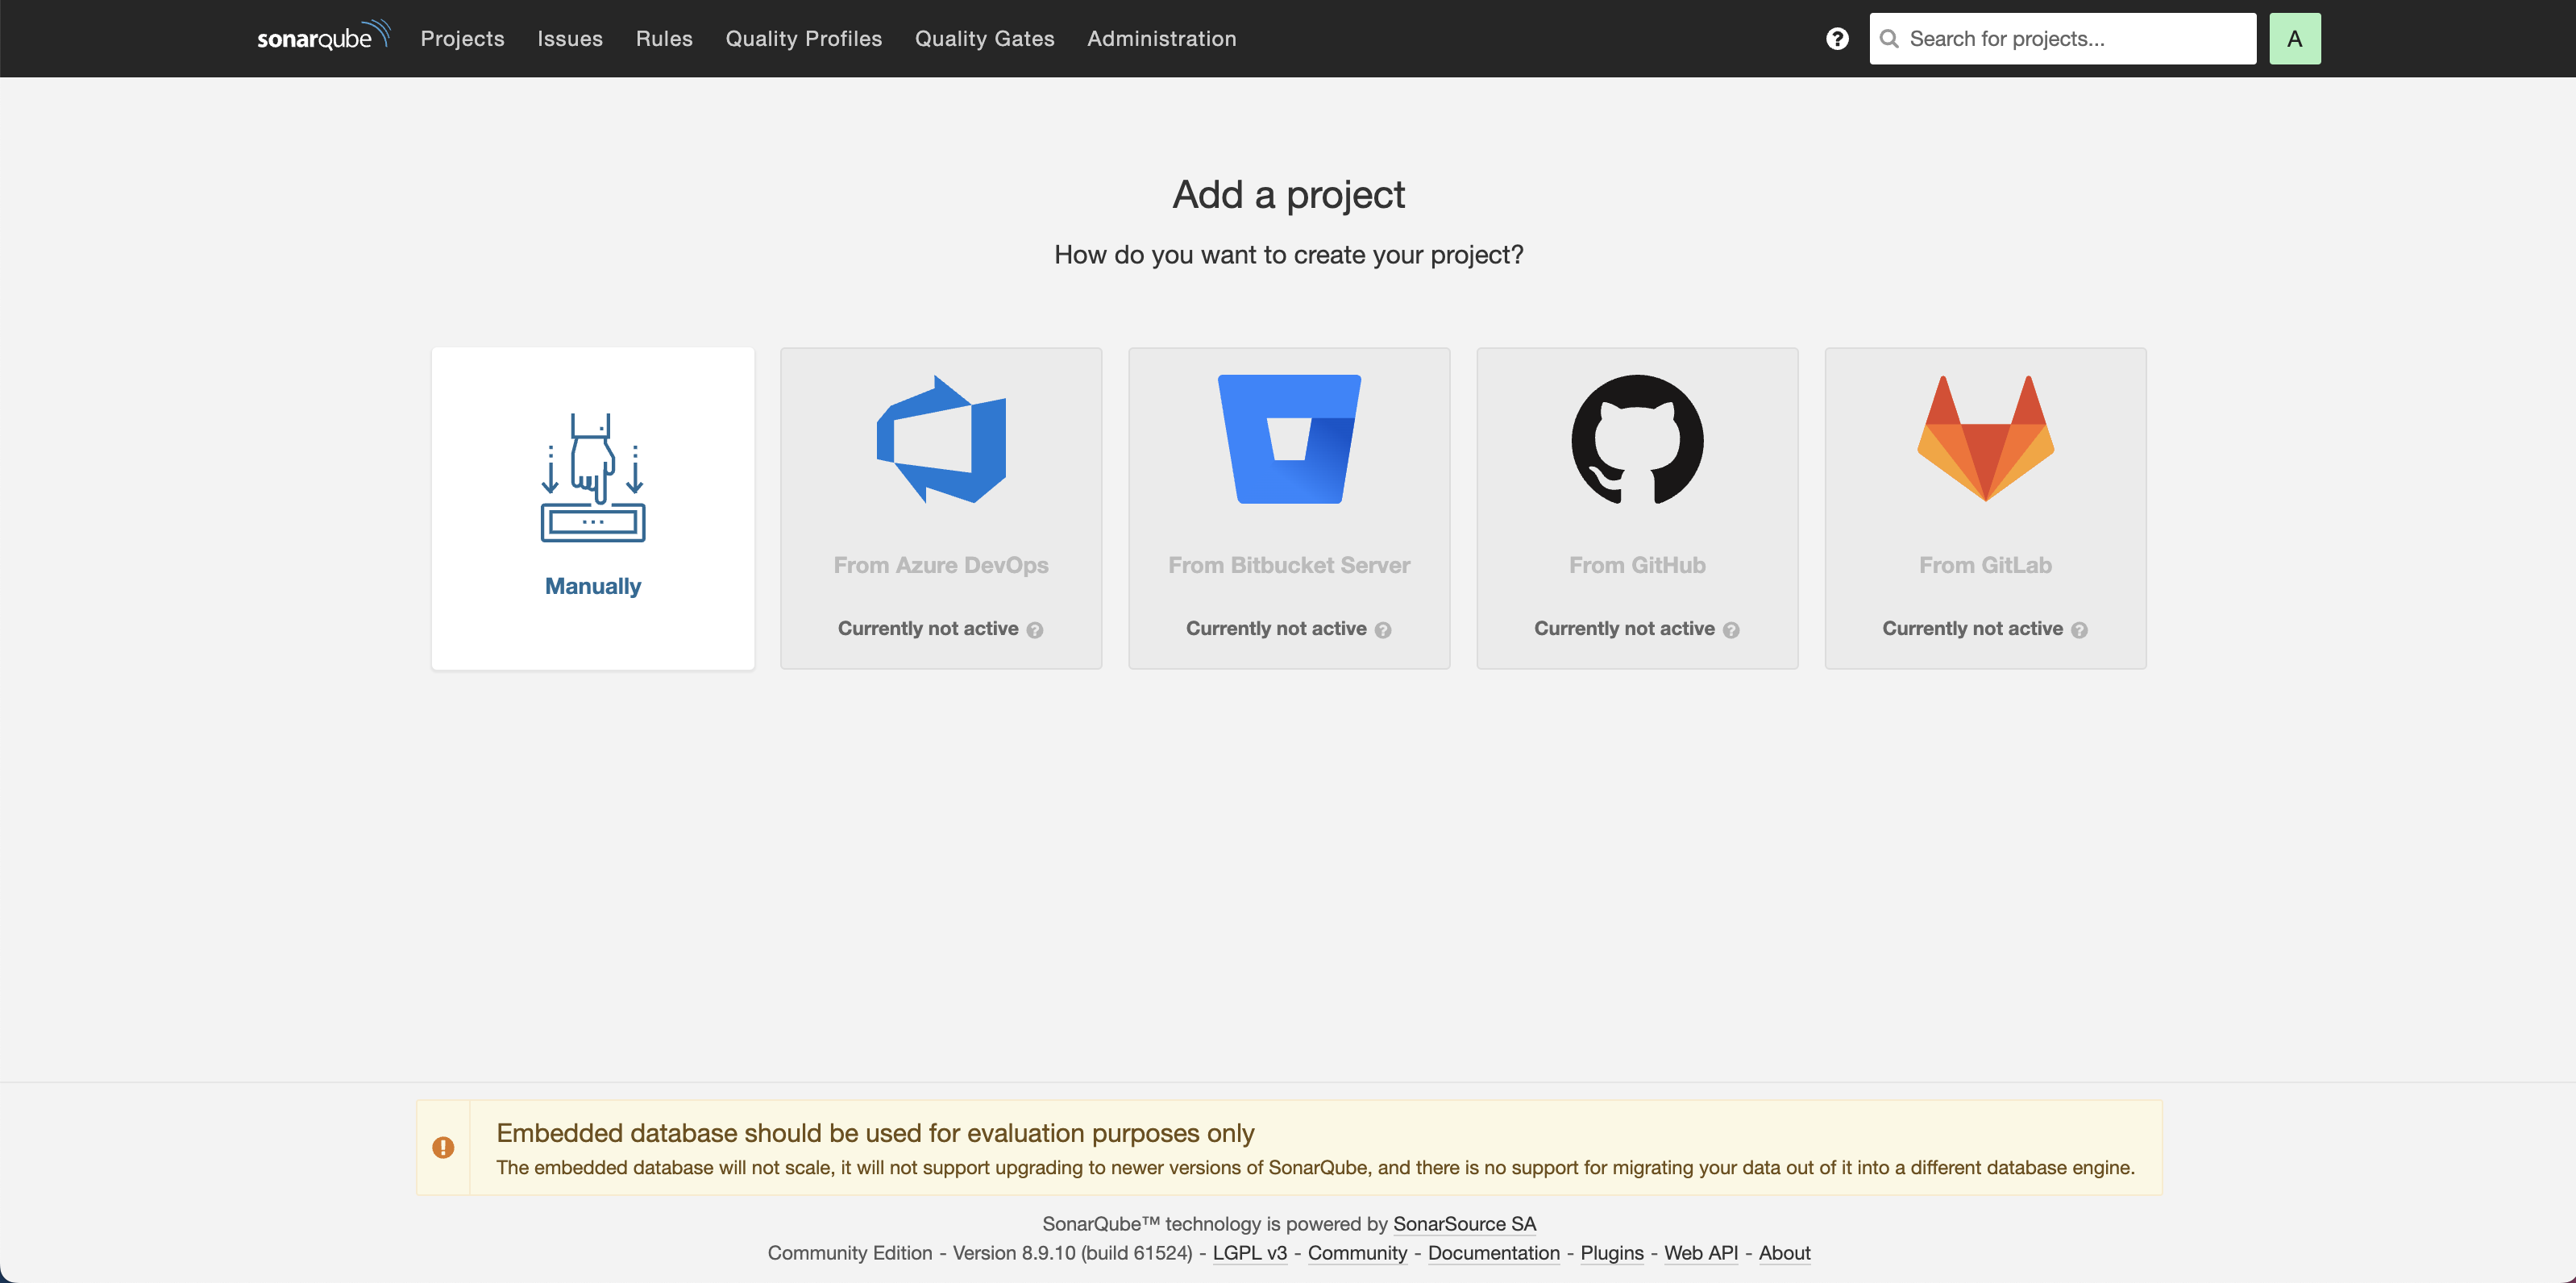 sonarqube Projects Issues Rules Quality Profiles Quality Gates Administration ? Search for projects... A
Add a project
How do you want to create your project?
Manually
From Azure DevOps
Currently not active ?
From Bitbucket Server
Currently not active ?
From GitHub
Currently not active ?
From GitLab
Currently not active ?
Embedded database should be used for evaluation purposes only
The embedded database will not scale, it will not support upgrading to newer versions of SonarQube, and there is no support for migrating your data out of it into a different database engine.
SonarQube™ technology is powered by SonarSource SA
Community Edition - Version 8.9.10 (build 61524) - LGPL v3 - Community - Documentation - Plugins - Web API - About